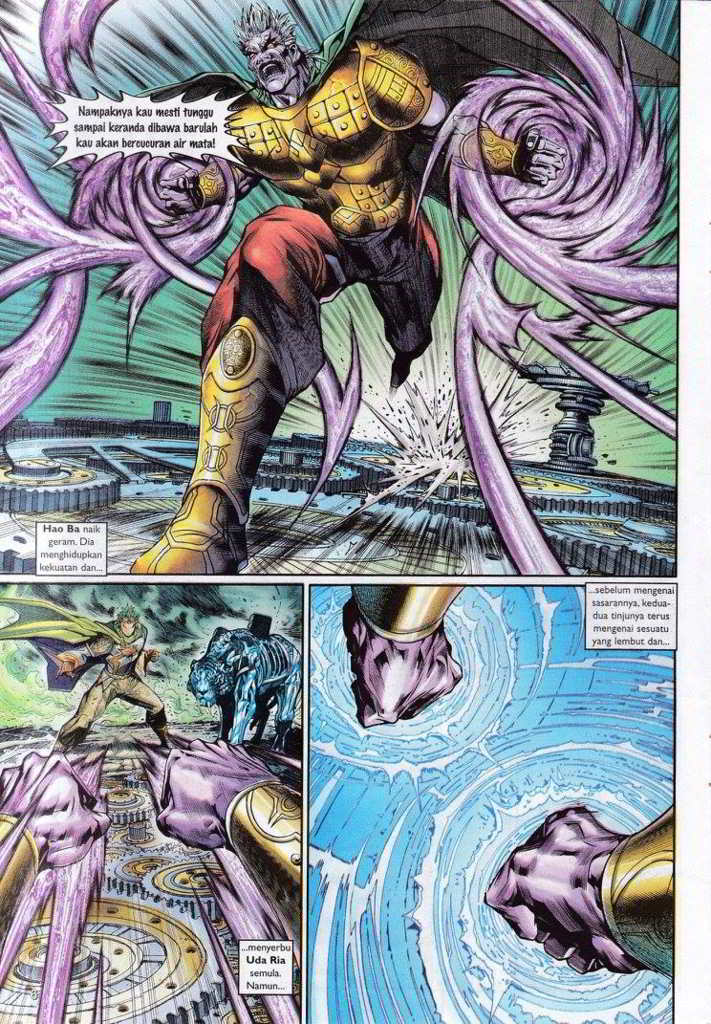 Nampaknya kau mesti tunggu
sampai keranda dibawa barulah
kau akan bercucuran air mata!
Hao Ba naik
geram. Dia
menghidupkan
kekuatan dan...
...menyerbu
Uda Ria
semula.
Namun...
...sebelum mengenai
sasarannya, kedua-
dua tinjunya terus
mengenai sesuatu
yang lembut dan...